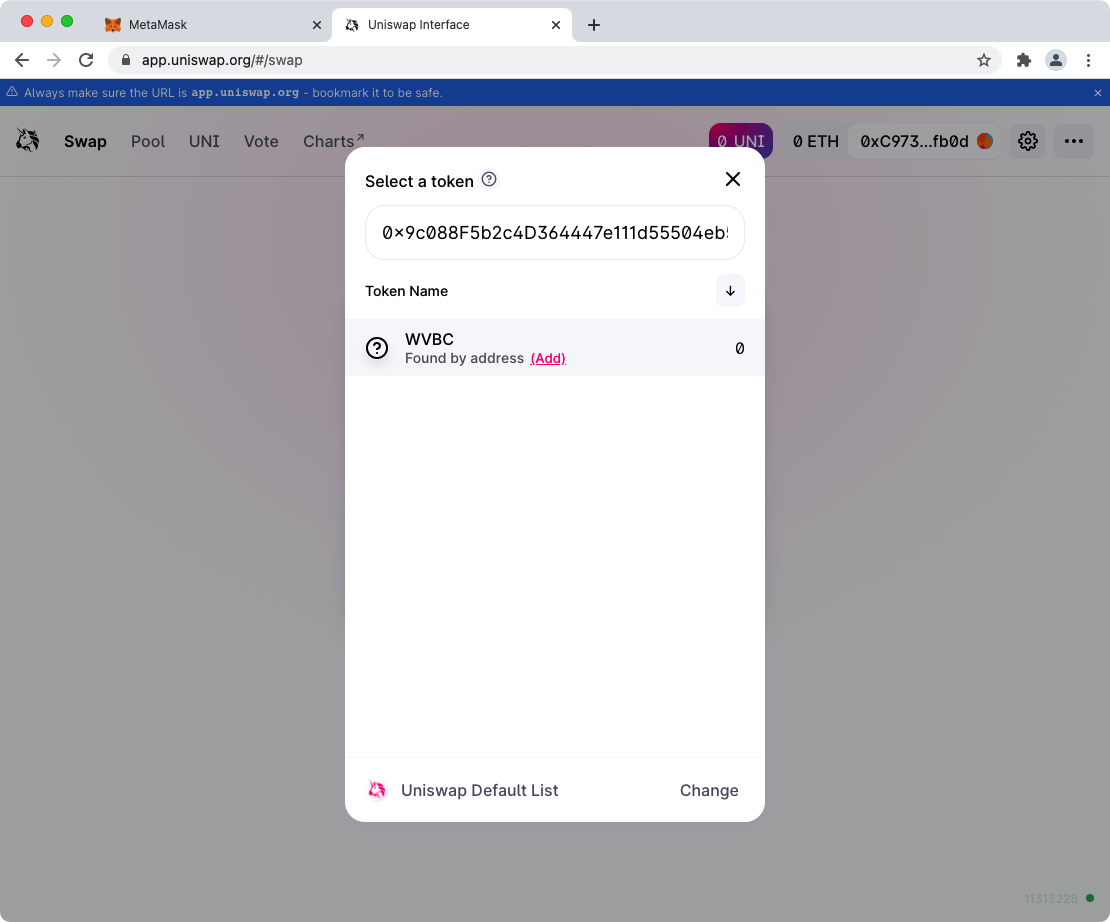 MetaMask
Uniswap Interface
app.uniswap.org/#/swap
Always make sure the URL is app.uniswap.org - bookmark it to be safe.
Swap Pool UNI Vote Charts↗ 0 UNI 0 ETH 0xC973...fb0d
Select a token
0x9c088F5b2c4D364447e111d55504eb
Token Name
WVBC 0
Found by address (Add)
Uniswap Default List Change
11313228